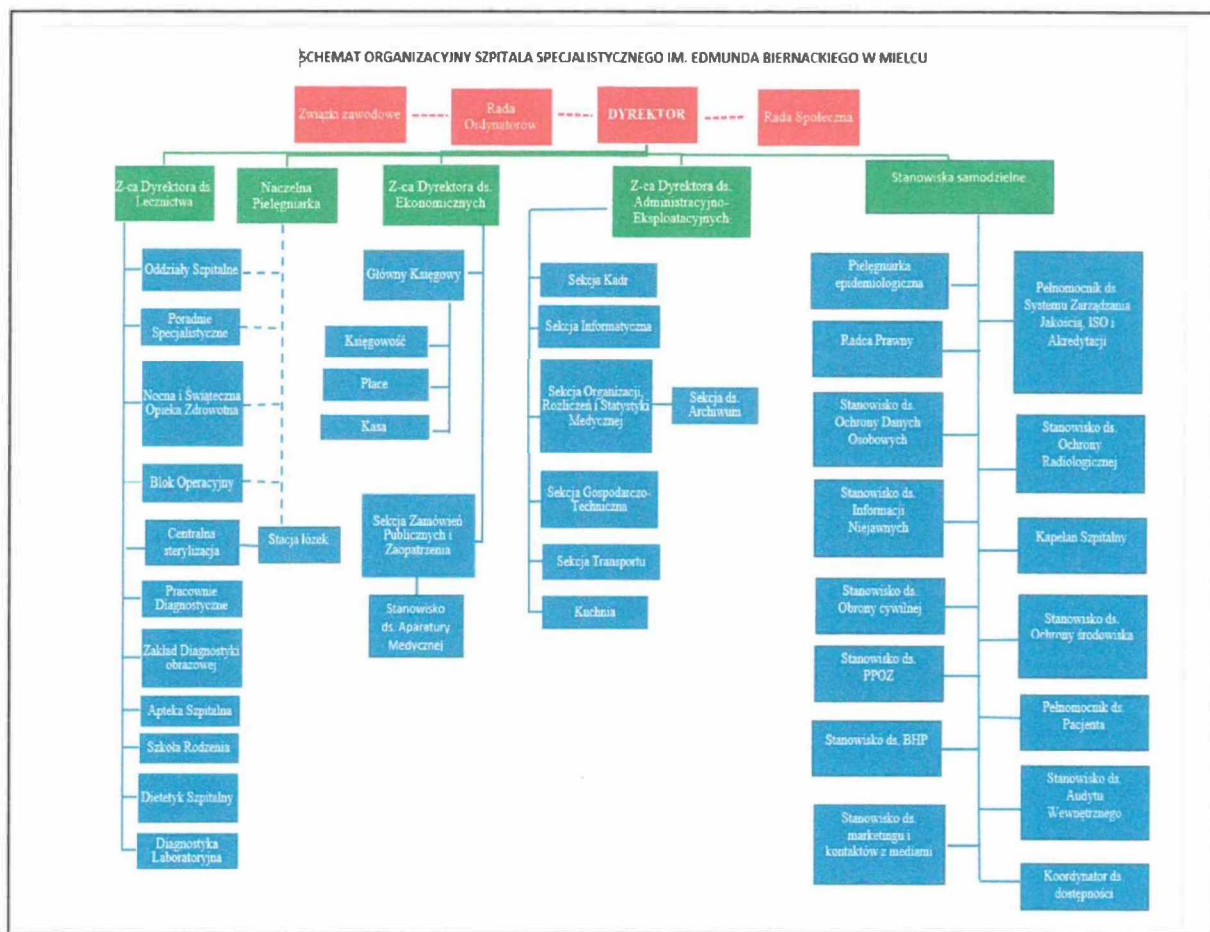 SCHEMAT ORGANIZACYJNY SZPITALA SPECJALISTYCZNEGO IM. EDMUNDA BIERNACKIEGO W MIELCU
Związki zawodowe
Rada
Ordynatorów
DYREKTOR
Rada Społeczna
Z-ca Dyrektora ds.
Lecznictwa
Naczelna
Pielęgniarka
Z-ca Dyrektora ds.
Ekonomicznych
Z-ca Dyrektora ds.
Administracyjno-
Eksploatacyjnych
Stanowiska samodzielne
Oddziały Szpitalne
Poradnie
Specjalistyczne
Nocna i Świąteczna
Opieka Zdrowotna
Blok Operacyjny
Centralna
sterylizacja
Stacja łóżek
Pracownie
Diagnostyczne
Zakład Diagnostyki
obrazowej
Apteka Szpitalna
Szkoła Rodzenia
Dietetyk Szpitalny
Diagnostyka
Laboratoryjna
Główny Księgowy
Księgowość
Płace
Kasa
Sekcja Zamówień
Publicznych i
Zaopatrzenia
Stanowisko
ds. Aparatury
Medycznej
Sekcja Kadr
Sekcja Informatyczna
Sekcja Organizacji,
Rozliczeń i Statystyki
Medycznej
Sekcja ds.
Archiwum
Sekcja Gospodarczo-
Techniczna
Sekcja Transportu
Kuchnia
Pielęgniarka
epidemiologiczna
Radca Prawny
Stanowisko ds.
Ochrony Danych
Osobowych
Stanowisko ds.
Informacji
Niejawnych
Stanowisko ds.
Obrony cywilnej
Stanowisko ds.
PPOZ
Stanowisko ds. BHP
Stanowisko ds.
marketingu i
kontaktów z mediami
Pełnomocnik ds.
Systemu Zarządzania
Jakością, ISO i
Akredytacji
Stanowisko ds.
Ochrony
Radiologicznej
Kapelan Szpitalny
Stanowisko ds.
Ochrony środowiska
Pełnomocnik ds.
Pacjenta
Stanowisko ds.
Audytu
Wewnętrznego
Koordynator ds.
dostępności